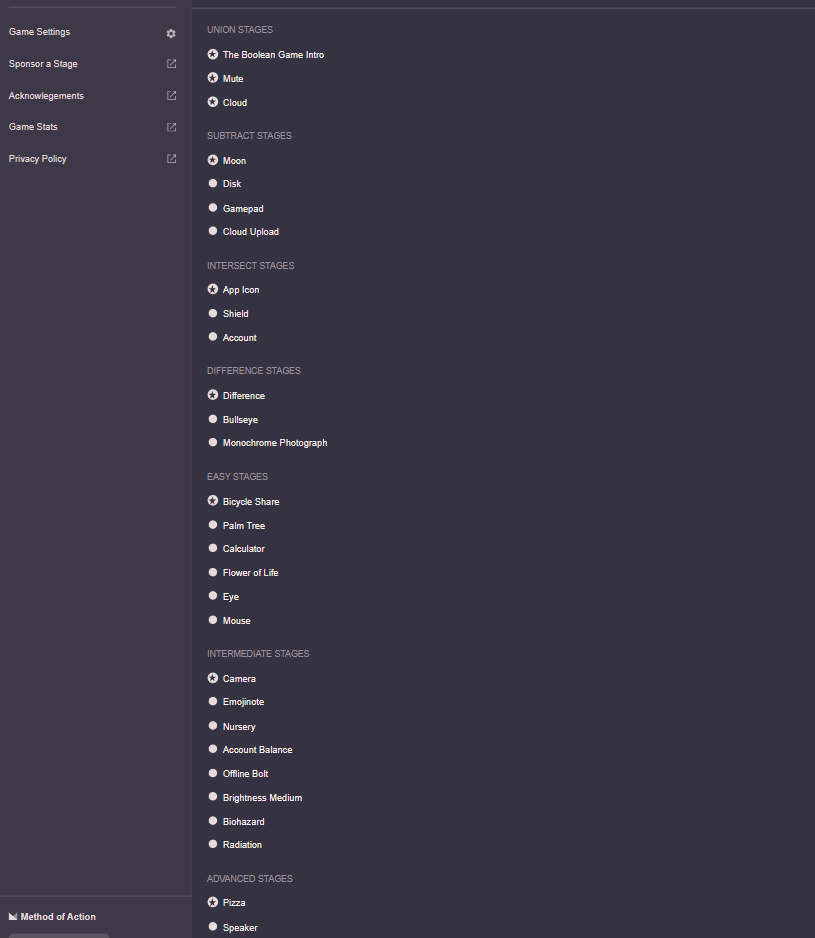 Game Settings
Sponsor a Stage
Acknowlegements
Game Stats
Privacy Policy
Method of Action
UNION STAGES
The Boolean Game Intro
Mute
Cloud
SUBTRACT STAGES
Moon
Disk
Gamepad
Cloud Upload
INTERSECT STAGES
App Icon
Shield
Account
DIFFERENCE STAGES
Difference
Bullseye
Monochrome Photograph
EASY STAGES
Bicycle Share
Palm Tree
Calculator
Flower of Life
Eye
Mouse
INTERMEDIATE STAGES
Camera
Emojinote
Nursery
Account Balance
Offline Bolt
Brightness Medium
Biohazard
Radiation
ADVANCED STAGES
Pizza
Speaker